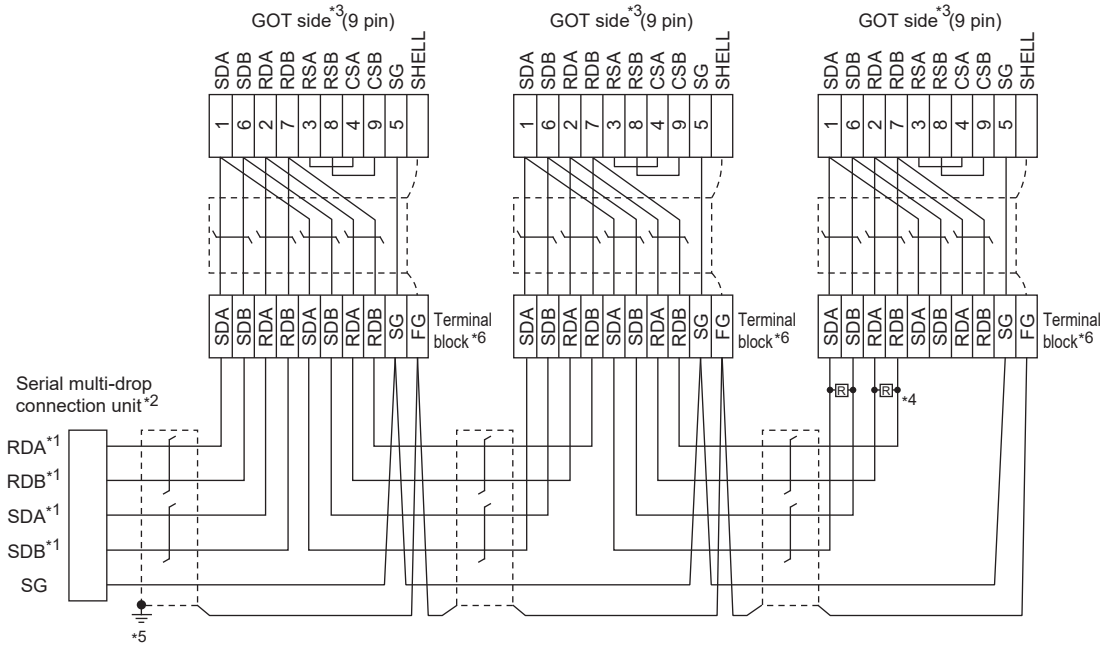 GOT side*3(9 pin)
SDA SDB RDA RDB RSA RSB CSA CSB SG SHELL
1 6 2 7 3 8 4 9 5
SDA SDB RDA RDB SDA SDB RDA RDB SG FG
Terminal
block*6
GOT side*3(9 pin)
SDA SDB RDA RDB RSA RSB CSA CSB SG SHELL
1 6 2 7 3 8 4 9 5
SDA SDB RDA RDB SDA SDB RDA RDB SG FG
Terminal
block*6
GOT side*3(9 pin)
SDA SDB RDA RDB RSA RSB CSA CSB SG SHELL
1 6 2 7 3 8 4 9 5
SDA SDB RDA RDB SDA SDB RDA RDB SG FG
Terminal
block*6
R R *4
Serial multi-drop
connection unit*2
RDA*1
RDB*1
SDA*1
SDB*1
SG
*5